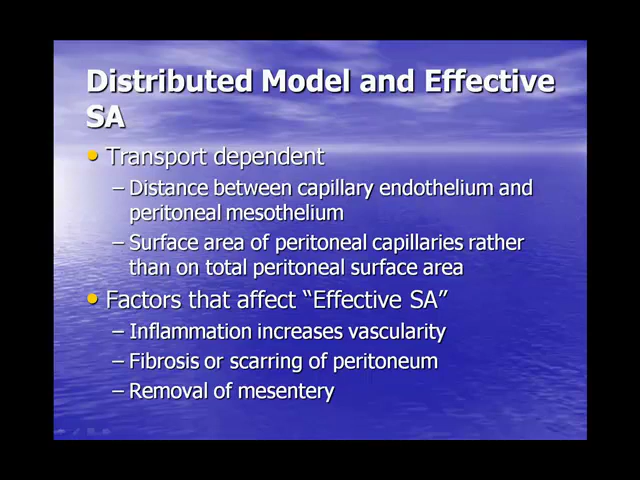 Distributed Model and Effective
SA
• Transport dependent
– Distance between capillary endothelium and
peritoneal mesothelium
– Surface area of peritoneal capillaries rather
than on total peritoneal surface area
• Factors that affect “Effective SA”
– Inflammation increases vascularity
– Fibrosis or scarring of peritoneum
– Removal of mesentery